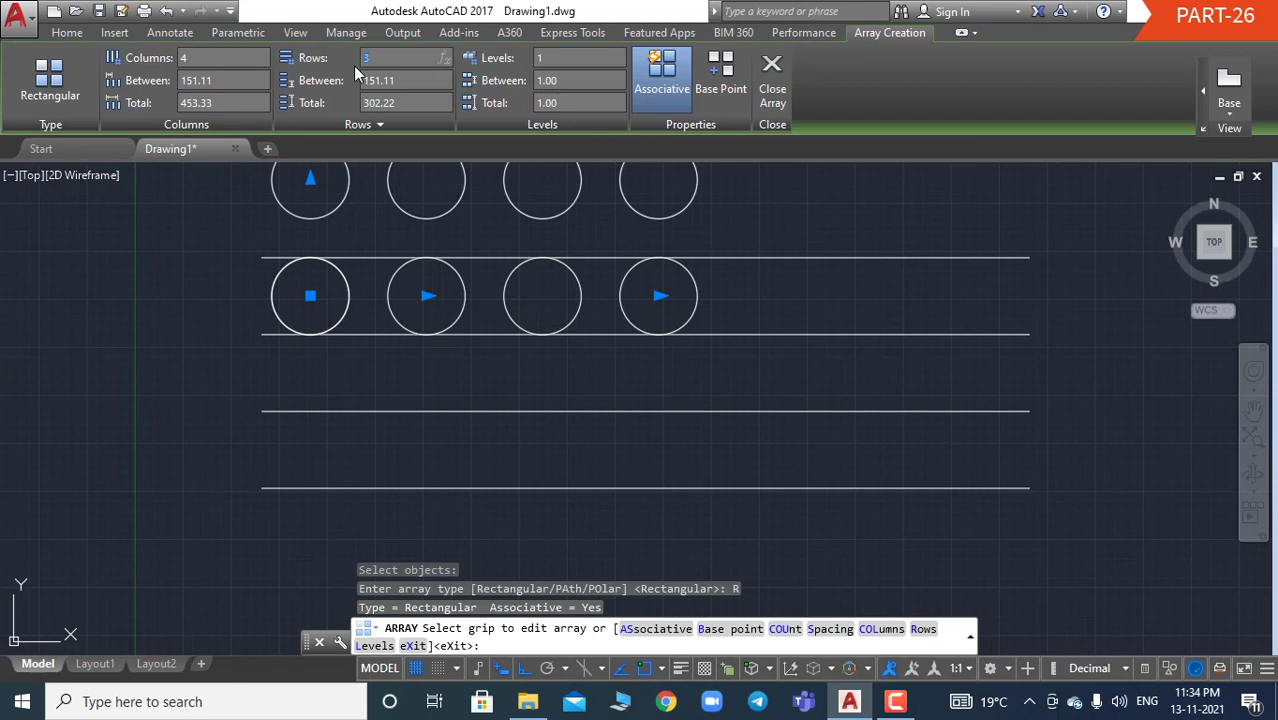 Autodesk AutoCAD 2017 Drawing1.dwg
Type a keyword or phrase
Sign In
PART-26
Home Insert Annotate Parametric View Manage Output Add-ins A360 Express Tools Featured Apps BIM 360 Performance Array Creation
Columns: 4 Rows: 3 Levels: 1
Between: 151.11 Between: 151.11 Between: 1.00
Total: 453.33 Total: 302.22 Total: 1.00
Rectangular
Associative Base Point Close Array
Base
Type Columns Rows Levels Properties Close View
Start Drawing1*
[−][Top][2D Wireframe]
N
W TOP E
S
WCS
Y
X
Select objects:
Enter array type [Rectangular/PAth/POlar] <Rectangular>: R
Type = Rectangular Associative = Yes
ARRAY Select grip to edit array or [ASsociative Base point COUnt Spacing COLumns Rows
Levels eXit]<eXit>:
Model Layout1 Layout2
MODEL 1:1 Decimal
Type here to search
19°C ENG 11:34 PM
13-11-2021
11